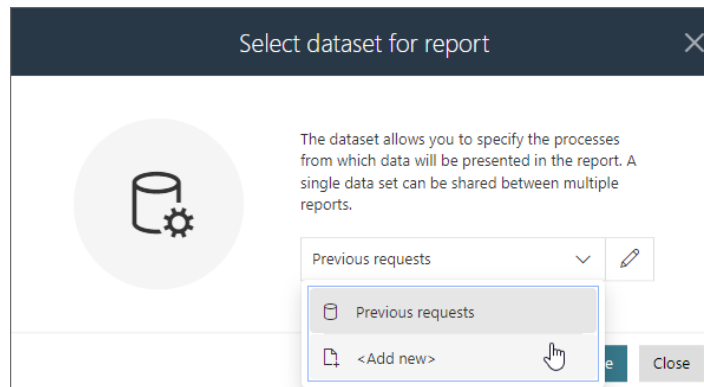 Select dataset for report
The dataset allows you to specify the processes
from which data will be presented in the report. A
single data set can be shared between multiple
reports.
Previous requests
Previous requests
<Add new>
Close